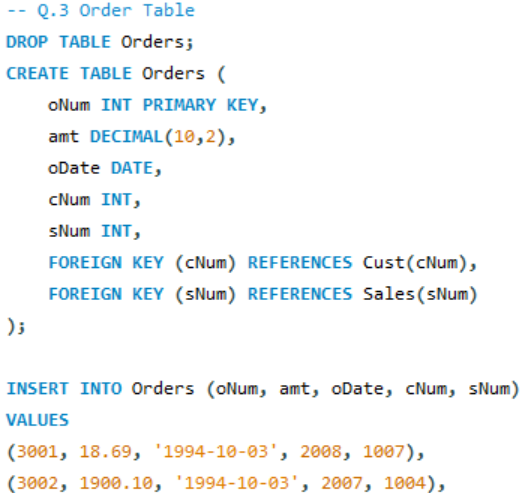 -- Q.3 Order Table
DROP TABLE Orders;
CREATE TABLE Orders (
    oNum INT PRIMARY KEY,
    amt DECIMAL(10,2),
    oDate DATE,
    cNum INT,
    sNum INT,
    FOREIGN KEY (cNum) REFERENCES Cust(cNum),
    FOREIGN KEY (sNum) REFERENCES Sales(sNum)
);

INSERT INTO Orders (oNum, amt, oDate, cNum, sNum)
VALUES
(3001, 18.69, '1994-10-03', 2008, 1007),
(3002, 1900.10, '1994-10-03', 2007, 1004),